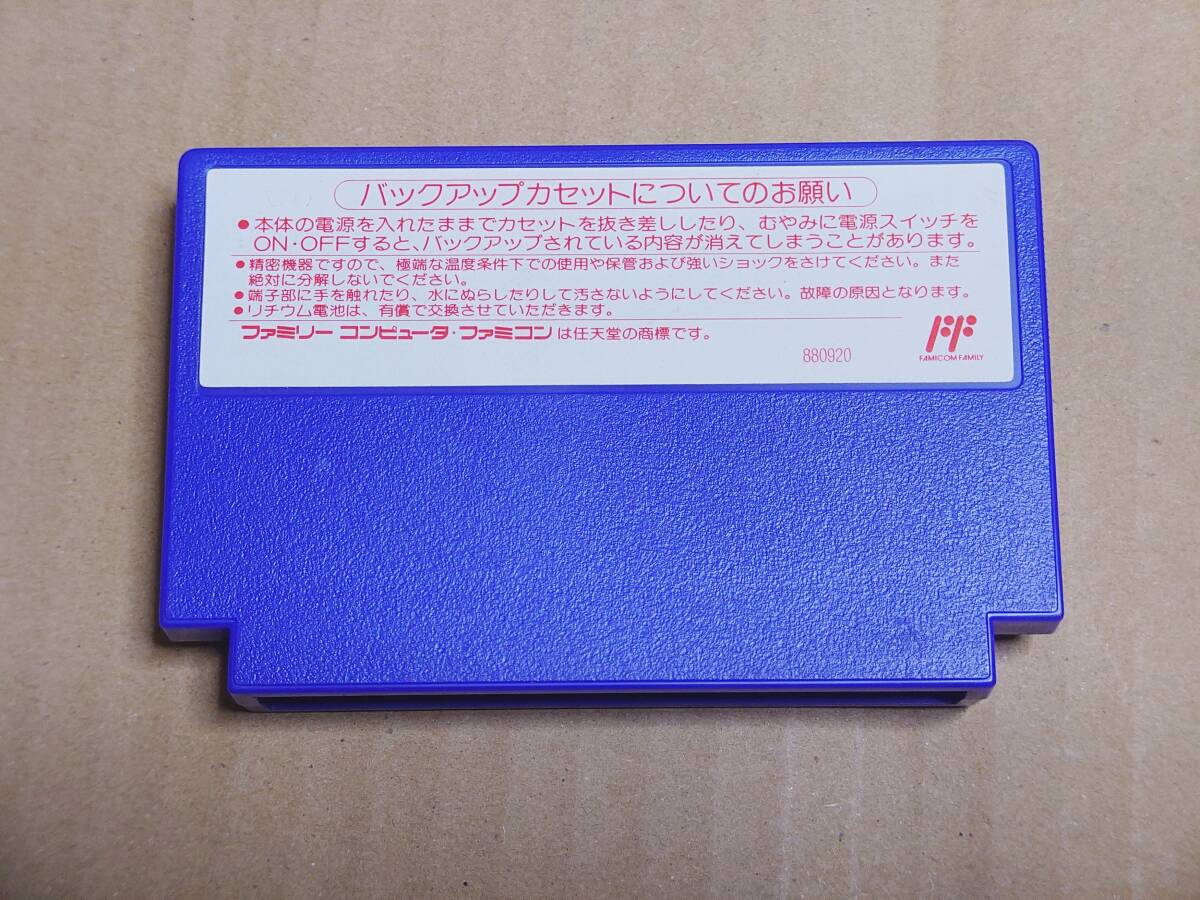 バックアップカセットについてのお願い
●本体の電源を入れたままでカセットを抜き差ししたり、むやみに電源スイッチを
ON・OFFすると、バックアップされている内容が消えてしまうことがあります。
●精密機器ですので、極端な温度条件下での使用や保管および強いショックをさけてください。また
絶対に分解しないでください。
●端子部に手を触れたり、水にぬらしたりして汚さないようにしてください。故障の原因となります。
●リチウム電池は、有償で交換させていただきます。
ファミリー コンピュータ・ファミコンは任天堂の商標です。
880920
FAMICOM FAMILY